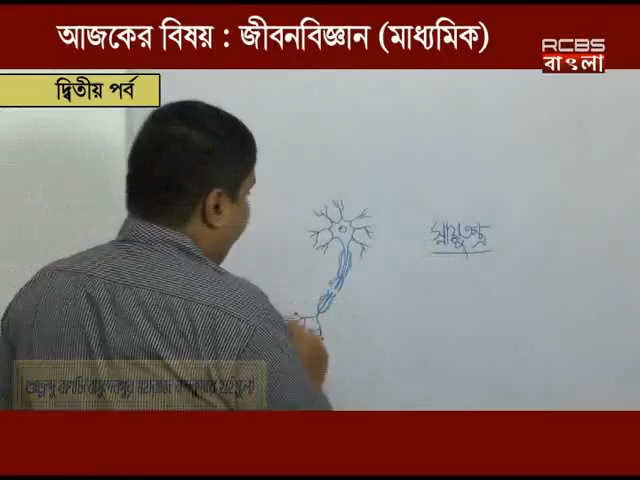 আজকের বিষয় : জীবনবিজ্ঞান (মাধ্যমিক)
RCBS
বাংলা
দ্বিতীয় পর্ব
স্নায়ুতন্ত্র